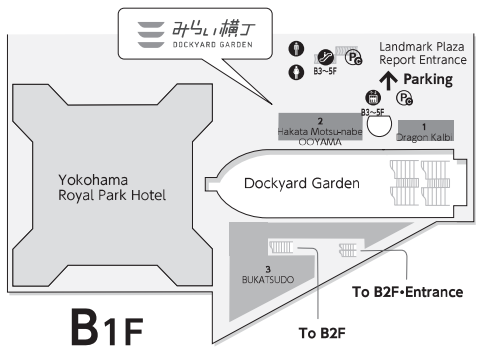 みらい横丁
DOCKYARD GARDEN
Landmark Plaza
Report Entrance
B3～5F
P
Parking
P
B3～5F
2
Hakata Motsu-nabe
OOYAMA
1
Dragon Kalbi
Yokohama
Royal Park Hotel
Dockyard Garden
3
BUKATSUDO
To B2F•Entrance
To B2F
B1F